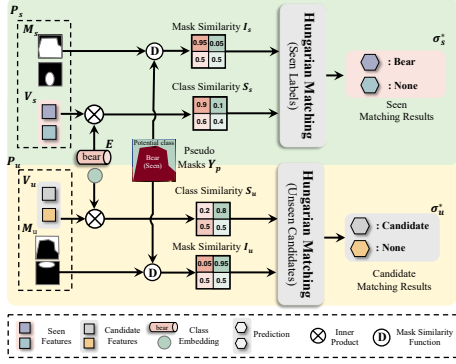 P_s
M_s
Mask Similarity I_s
0.95 0.05
0.5 0.5
D
V_s
Class Similarity S_s
0.9 0.1
0.6 0.4
Hungarian Matching
(Seen Labels)
σ_s^*
: Bear
: None
Seen
Matching Results
E
bear
Potential class
Bear
(Seen)
Pseudo
Masks Y_p
P_u
V_u
Class Similarity S_u
0.2 0.8
0.5 0.5
M_u
Mask Similarity I_u
0.05 0.95
0.5 0.5
D
Hungarian Matching
(Unseen Candidates)
σ_u^*
: Candidate
: None
Candidate
Matching Results
Seen
Features
Candidate
Features
bear
Class
Embedding
Prediction
Inner
Product
D
Mask Similarity
Function